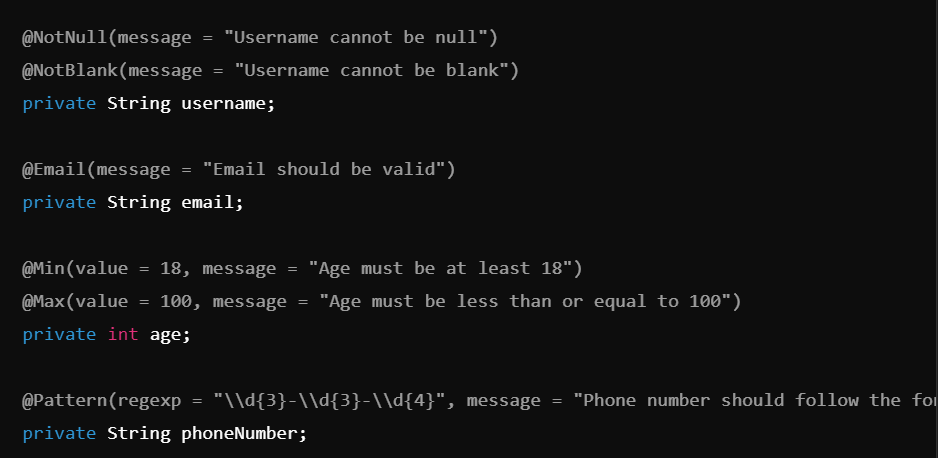 @NotNull(message = "Username cannot be null")
@NotBlank(message = "Username cannot be blank")
private String username;
@Email(message = "Email should be valid")
private String email;
@Min(value = 18, message = "Age must be at least 18")
@Max(value = 100, message = "Age must be less than or equal to 100")
private int age;
@Pattern(regexp = "\\d{3}-\\d{3}-\\d{4}", message = "Phone number should follow the
private String phoneNumber;